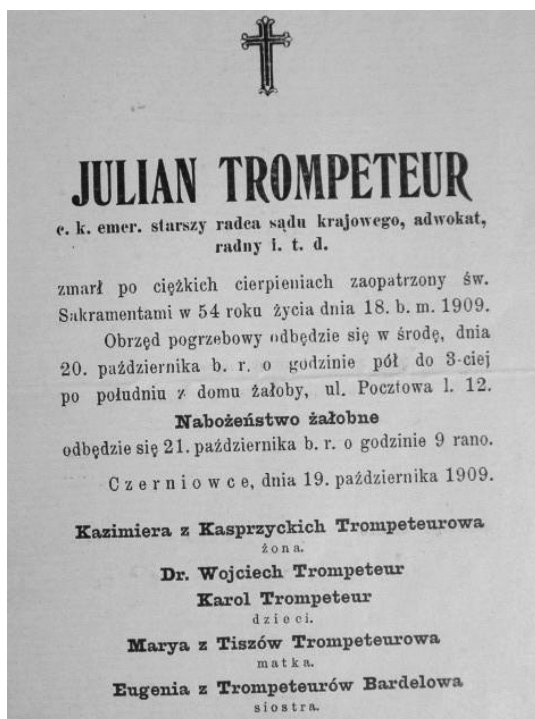 JULIAN TROMPETEUR
c. k. emer. starszy radca sądu krajowego, adwokat,
radny i. t. d.
zmarł po ciężkich cierpieniach zaopatrzony św.
Sakramentami w 54 roku życia dnia 18. b. m. 1909.
Obrzęd pogrzebowy odbędzie się w środę, dnia
20. października b. r. o godzinie pół do 3-ciej
po południu z domu żałoby, ul. Pocztowa l. 12.
Nabożeństwo żałobne
odbędzie się 21. października b. r. o godzinie 9 rano.
Czerniowce, dnia 19. października 1909.
Kazimiera z Kasprzyckich Trompeteurowa
żona.
Dr. Wojciech Trompeteur
Karol Trompeteur
dzieci.
Marya z Tiszów Trompeteurowa
matka.
Eugenia z Trompeteurów Bardelowa
siostra.